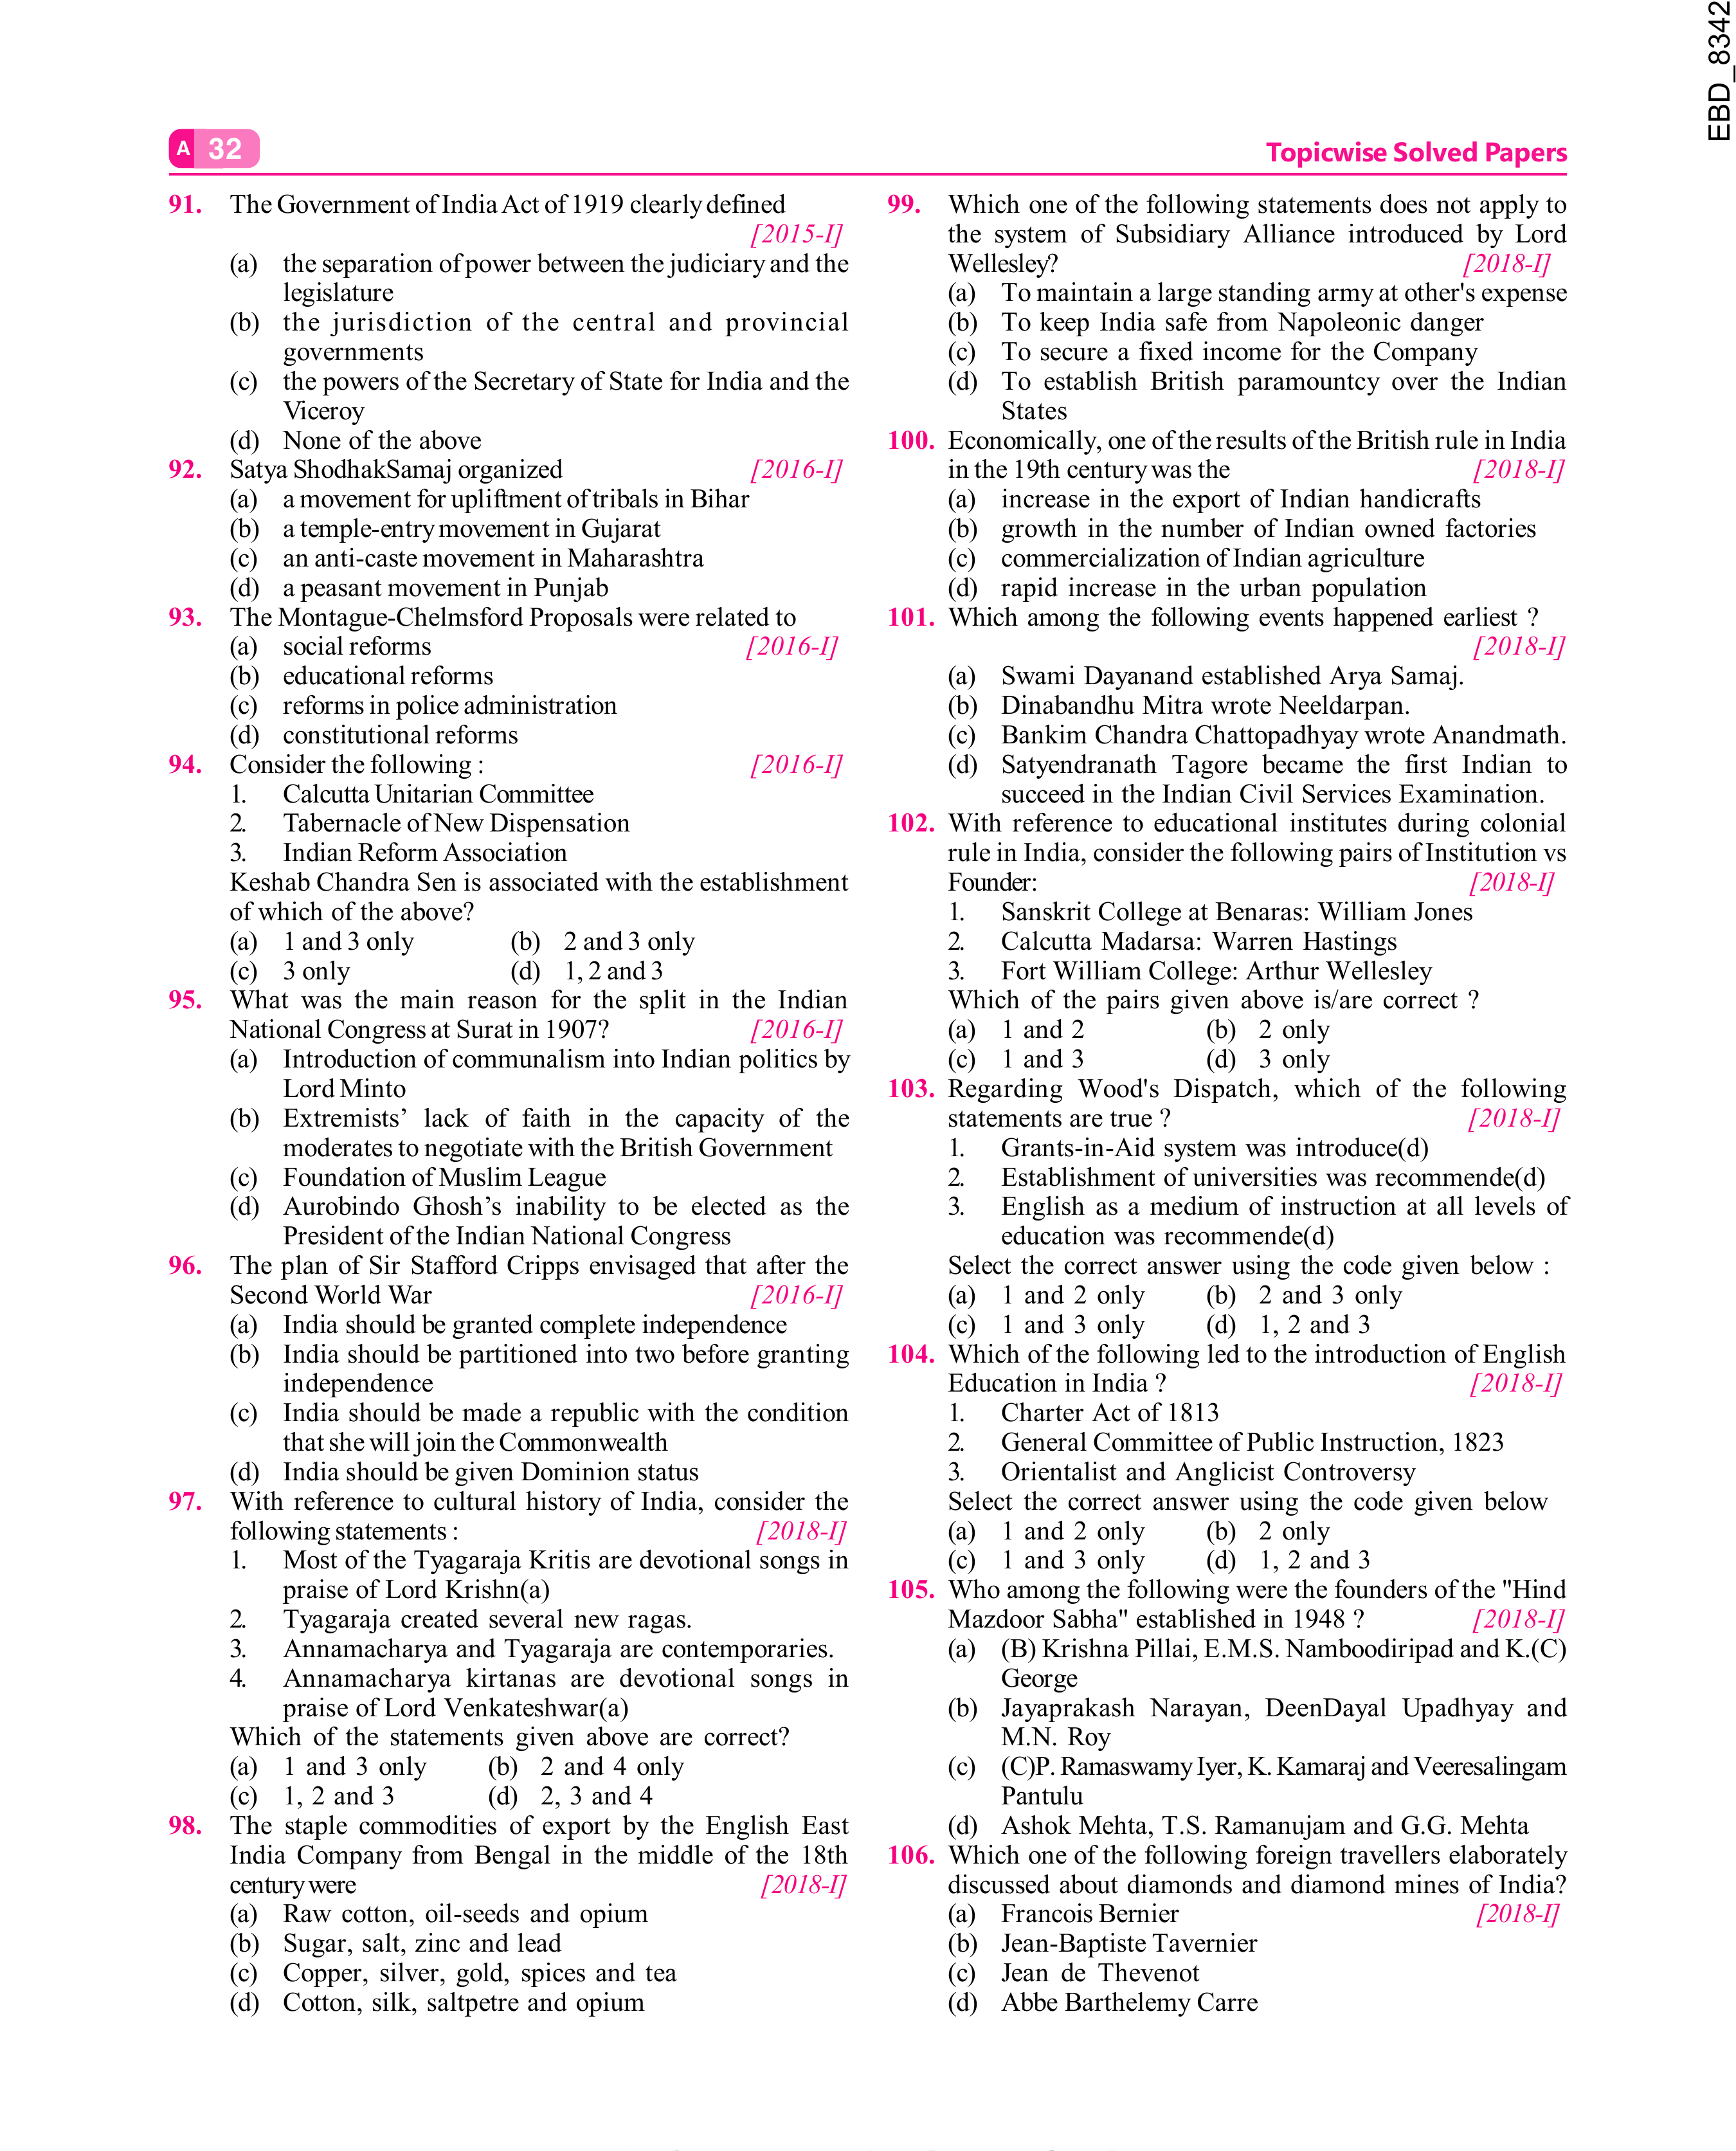 EBD_8342
A 32
Topicwise Solved Papers
91. The Government of India Act of 1919 clearly defined
[2015-I]
(a) the separation of power between the judiciary and the
legislature
(b) the jurisdiction of the central and provincial
governments
(c) the powers of the Secretary of State for India and the
Viceroy
(d) None of the above
92. Satya ShodhakSamaj organized [2016-I]
(a) a movement for upliftment of tribals in Bihar
(b) a temple-entry movement in Gujarat
(c) an anti-caste movement in Maharashtra
(d) a peasant movement in Punjab
93. The Montague-Chelmsford Proposals were related to
(a) social reforms [2016-I]
(b) educational reforms
(c) reforms in police administration
(d) constitutional reforms
94. Consider the following : [2016-I]
1. Calcutta Unitarian Committee
2. Tabernacle of New Dispensation
3. Indian Reform Association
Keshab Chandra Sen is associated with the establishment
of which of the above?
(a) 1 and 3 only (b) 2 and 3 only
(c) 3 only (d) 1, 2 and 3
95. What was the main reason for the split in the Indian
National Congress at Surat in 1907? [2016-I]
(a) Introduction of communalism into Indian politics by
Lord Minto
(b) Extremists’ lack of faith in the capacity of the
moderates to negotiate with the British Government
(c) Foundation of Muslim League
(d) Aurobindo Ghosh’s inability to be elected as the
President of the Indian National Congress
96. The plan of Sir Stafford Cripps envisaged that after the
Second World War [2016-I]
(a) India should be granted complete independence
(b) India should be partitioned into two before granting
independence
(c) India should be made a republic with the condition
that she will join the Commonwealth
(d) India should be given Dominion status
97. With reference to cultural history of India, consider the
following statements : [2018-I]
1. Most of the Tyagaraja Kritis are devotional songs in
praise of Lord Krishn(a)
2. Tyagaraja created several new ragas.
3. Annamacharya and Tyagaraja are contemporaries.
4. Annamacharya kirtanas are devotional songs in
praise of Lord Venkateshwar(a)
Which of the statements given above are correct?
(a) 1 and 3 only (b) 2 and 4 only
(c) 1, 2 and 3 (d) 2, 3 and 4
98. The staple commodities of export by the English East
India Company from Bengal in the middle of the 18th
century were [2018-I]
(a) Raw cotton, oil-seeds and opium
(b) Sugar, salt, zinc and lead
(c) Copper, silver, gold, spices and tea
(d) Cotton, silk, saltpetre and opium
99. Which one of the following statements does not apply to
the system of Subsidiary Alliance introduced by Lord
Wellesley? [2018-I]
(a) To maintain a large standing army at other's expense
(b) To keep India safe from Napoleonic danger
(c) To secure a fixed income for the Company
(d) To establish British paramountcy over the Indian
States
100. Economically, one of the results of the British rule in India
in the 19th century was the [2018-I]
(a) increase in the export of Indian handicrafts
(b) growth in the number of Indian owned factories
(c) commercialization of Indian agriculture
(d) rapid increase in the urban population
101. Which among the following events happened earliest ?
[2018-I]
(a) Swami Dayanand established Arya Samaj.
(b) Dinabandhu Mitra wrote Neeldarpan.
(c) Bankim Chandra Chattopadhyay wrote Anandmath.
(d) Satyendranath Tagore became the first Indian to
succeed in the Indian Civil Services Examination.
102. With reference to educational institutes during colonial
rule in India, consider the following pairs of Institution vs
Founder: [2018-I]
1. Sanskrit College at Benaras: William Jones
2. Calcutta Madarsa: Warren Hastings
3. Fort William College: Arthur Wellesley
Which of the pairs given above is/are correct ?
(a) 1 and 2 (b) 2 only
(c) 1 and 3 (d) 3 only
103. Regarding Wood's Dispatch, which of the following
statements are true ? [2018-I]
1. Grants-in-Aid system was introduce(d)
2. Establishment of universities was recommende(d)
3. English as a medium of instruction at all levels of
education was recommende(d)
Select the correct answer using the code given below :
(a) 1 and 2 only (b) 2 and 3 only
(c) 1 and 3 only (d) 1, 2 and 3
104. Which of the following led to the introduction of English
Education in India ? [2018-I]
1. Charter Act of 1813
2. General Committee of Public Instruction, 1823
3. Orientalist and Anglicist Controversy
Select the correct answer using the code given below
(a) 1 and 2 only (b) 2 only
(c) 1 and 3 only (d) 1, 2 and 3
105. Who among the following were the founders of the "Hind
Mazdoor Sabha" established in 1948 ? [2018-I]
(a) (B) Krishna Pillai, E.M.S. Namboodiripad and K.(C)
George
(b) Jayaprakash Narayan, DeenDayal Upadhyay and
M.N. Roy
(c) (C)P. Ramaswamy Iyer, K. Kamaraj and Veeresalingam
Pantulu
(d) Ashok Mehta, T.S. Ramanujam and G.G. Mehta
106. Which one of the following foreign travellers elaborately
discussed about diamonds and diamond mines of India?
(a) Francois Bernier [2018-I]
(b) Jean-Baptiste Tavernier
(c) Jean de Thevenot
(d) Abbe Barthelemy Carre